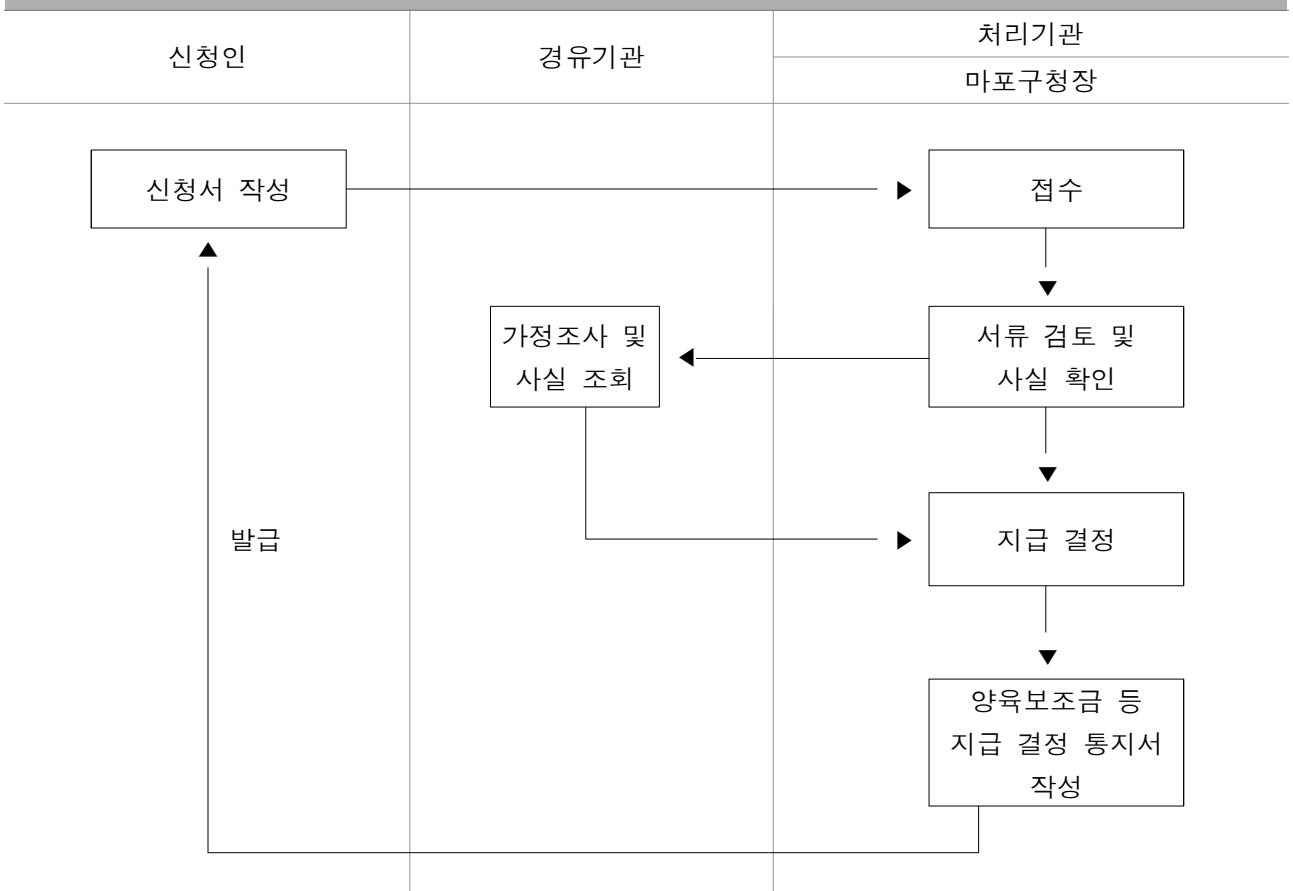 신청인
경유기관
처리기관
마포구청장
신청서 작성
접수
가정조사 및
사실 조회
서류 검토 및
사실 확인
발급
지급 결정
양육보조금 등
지급 결정 통지서
작성